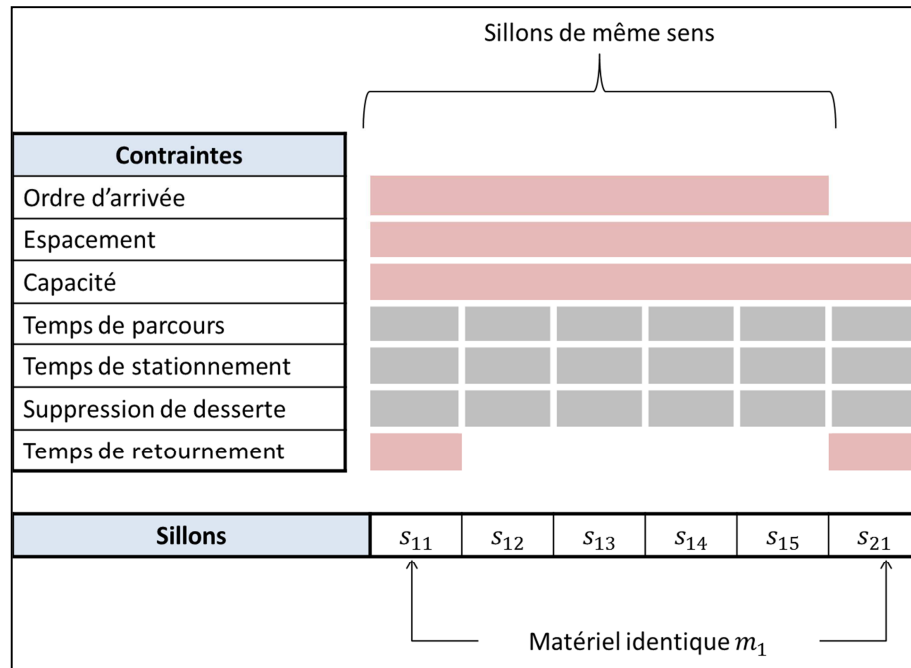 Sillons de même sens
Contraintes
Ordre d’arrivée
Espacement
Capacité
Temps de parcours
Temps de stationnement
Suppression de desserte
Temps de retournement
Sillons s₁₁ s₁₂ s₁₃ s₁₄ s₁₅ s₂₁
Matériel identique m₁